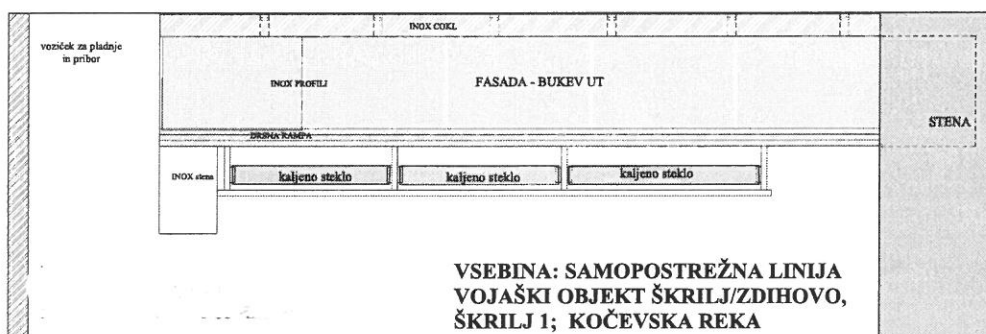 INOX COKL
voziček za pladnje
in pribor
INOX PROFILI
FASADA - BUKEV UT
STENA
DRSNA RAMPA
INOX stena
kaljeno steklo
kaljeno steklo
kaljeno steklo
VSEBINA: SAMOPOSTREŽNA LINIJA
VOJAŠKI OBJEKT ŠKRILJ/ZDIHOVO,
ŠKRILJ 1; KOČEVSKA REKA